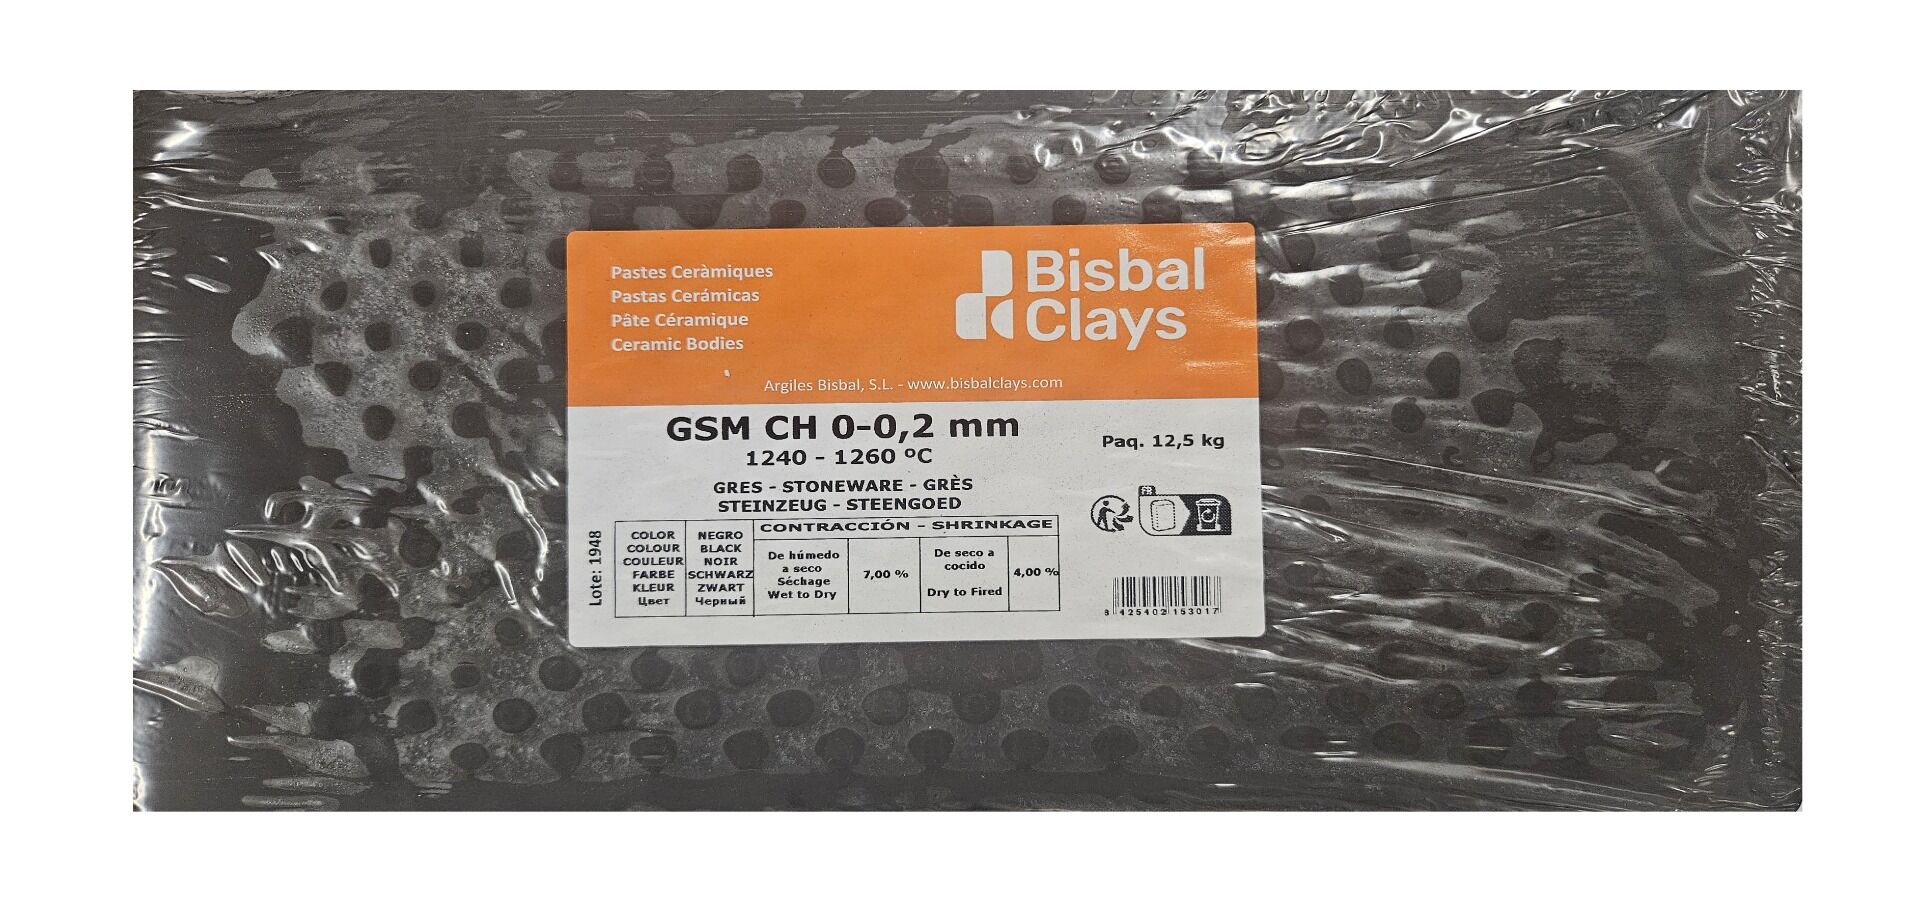 Pastes Ceràmiques
Pastas Cerámicas
Pâte Céramique
Ceramic Bodies
Bisbal
Clays
Argiles Bisbal, S.L. - www.bisbalclays.com
GSM CH 0-0,2 mm
1240 - 1260 ºC
Paq. 12,5 kg
GRES - STONEWARE - GRÈS
STEINZEUG - STEENGOED
Lote: 1948
COLOR NEGRO
COLOUR BLACK
COULEUR NOIR
FARBE SCHWARZ
KLEUR ZWART
Цвет Черный
CONTRACCIÓN - SHRINKAGE
De húmedo
a seco
Séchage
Wet to Dry
7,00 %
De seco a
cocido
Dry to Fired
4,00 %
8 425402 153017